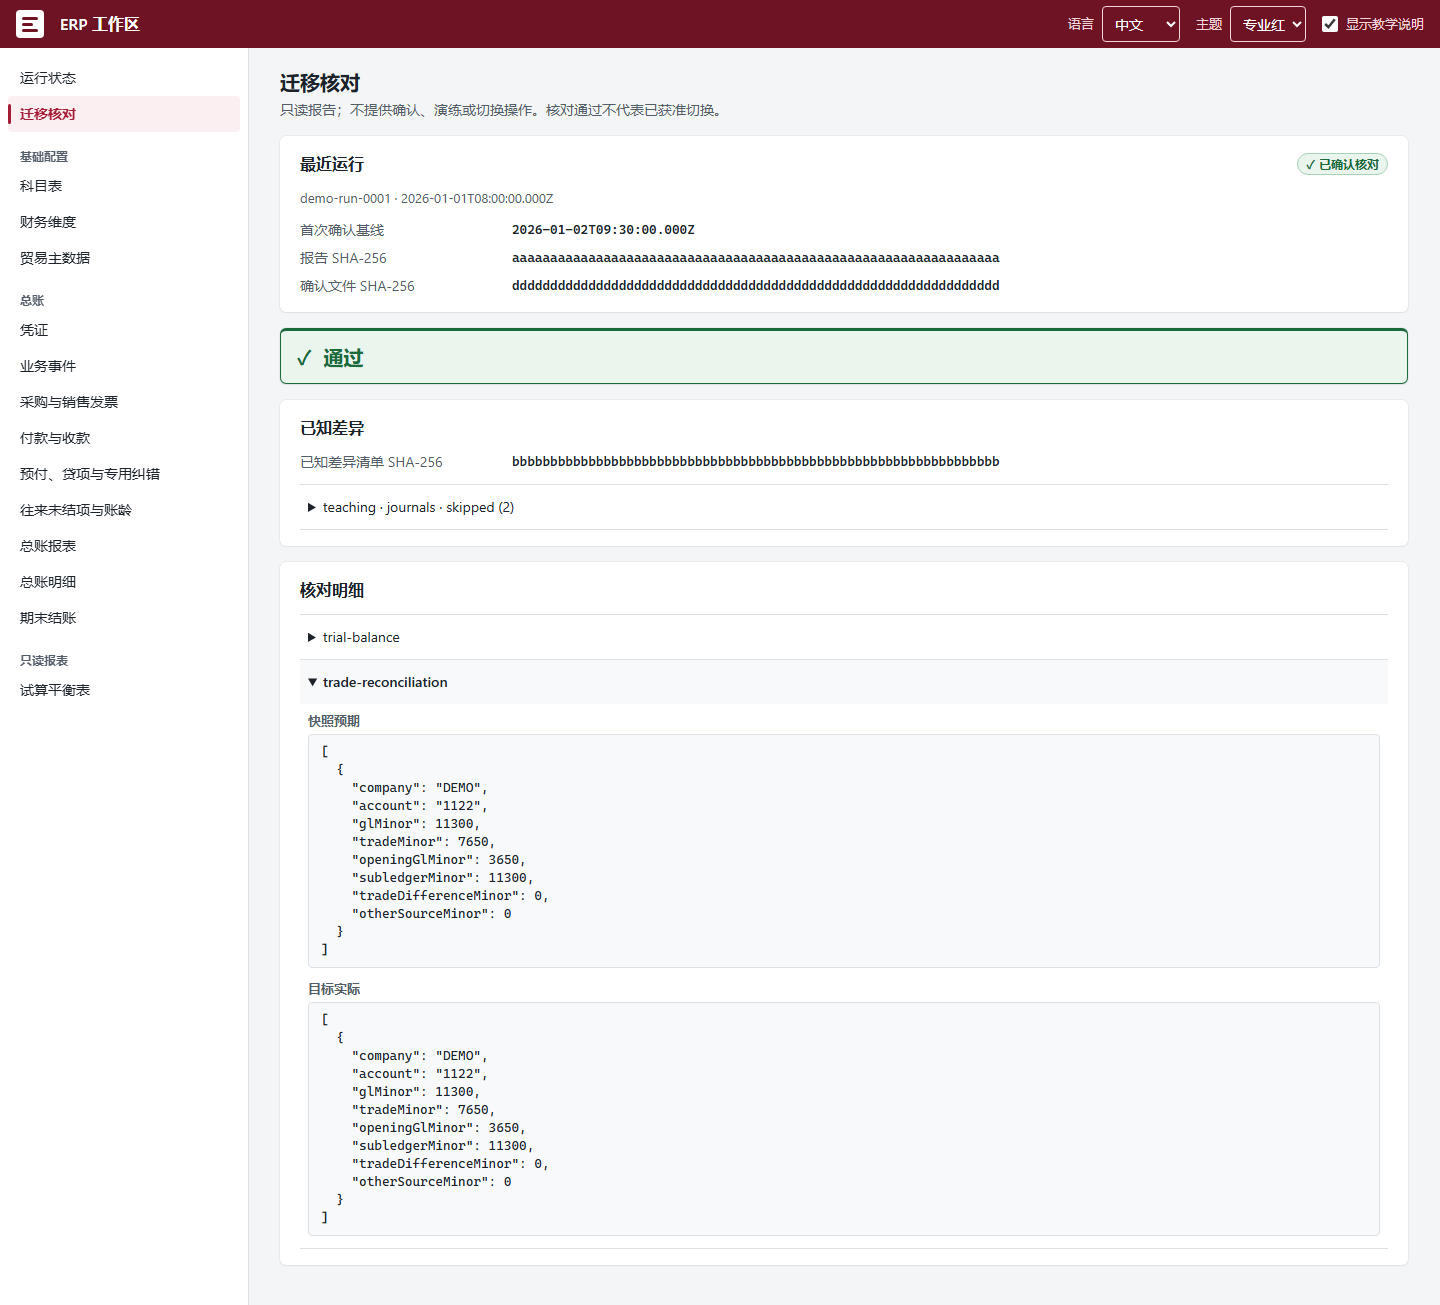 ERP 工作区
语言 中文 主题 专业红 显示教学说明
运行状态
迁移核对
基础配置
科目表
财务维度
贸易主数据
总账
凭证
业务事件
采购与销售发票
付款与收款
预付、贷项与专用纠错
往来未结项与账龄
总账报表
总账明细
期末结账
只读报表
试算平衡表
迁移核对
只读报告；不提供确认、演练或切换操作。核对通过不代表已获准切换。
最近运行
✓ 已确认核对
demo-run-0001 · 2026-01-01T08:00:00.000Z
首次确认基线 2026-01-02T09:30:00.000Z
报告 SHA-256 aaaaaaaaaaaaaaaaaaaaaaaaaaaaaaaaaaaaaaaaaaaaaaaaaaaaaaaaaaaaaaaa
确认文件 SHA-256 dddddddddddddddddddddddddddddddddddddddddddddddddddddddddddddddd
✓ 通过
已知差异
已知差异清单 SHA-256 bbbbbbbbbbbbbbbbbbbbbbbbbbbbbbbbbbbbbbbbbbbbbbbbbbbbbbbbbbbbbbbb
▶ teaching · journals · skipped (2)
核对明细
▶ trial-balance
▼ trade-reconciliation
快照预期
[
{
"company": "DEMO",
"account": "1122",
"glMinor": 11300,
"tradeMinor": 7650,
"openingGlMinor": 3650,
"subledgerMinor": 11300,
"tradeDifferenceMinor": 0,
"otherSourceMinor": 0
}
]
目标实际
[
{
"company": "DEMO",
"account": "1122",
"glMinor": 11300,
"tradeMinor": 7650,
"openingGlMinor": 3650,
"subledgerMinor": 11300,
"tradeDifferenceMinor": 0,
"otherSourceMinor": 0
}
]